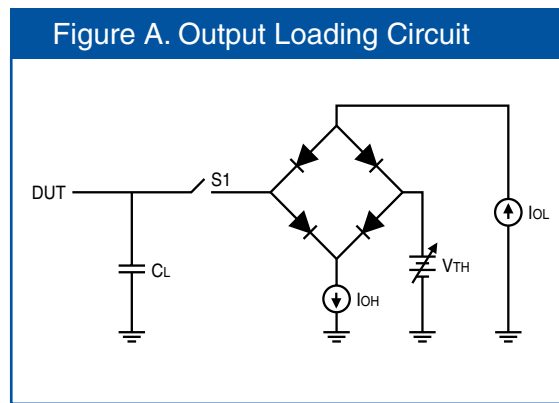 Figure A. Output Loading Circuit
DUT
S1
CL
IOH
VTH
IOL